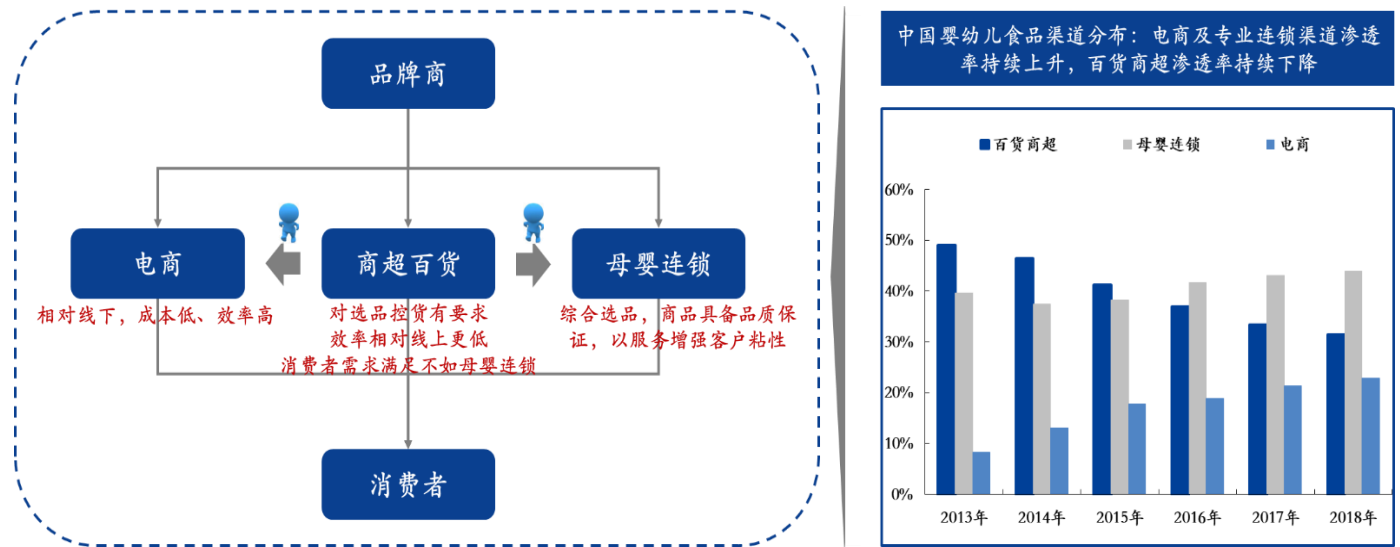 品牌商
电商
商超百货
母婴连锁
相对线下，成本低、效率高
对选品控货有要求
效率相对线上更低
消费者需求满足不如母婴连锁
综合选品，商品具备品质保
证，以服务增强客户粘性
消费者
中国婴幼儿食品渠道分布：电商及专业连锁渠道渗透
率持续上升，百货商超渗透率持续下降
百货商超 母婴连锁 电商
60%
50%
40%
30%
20%
10%
0%
2013年 2014年 2015年 2016年 2017年 2018年